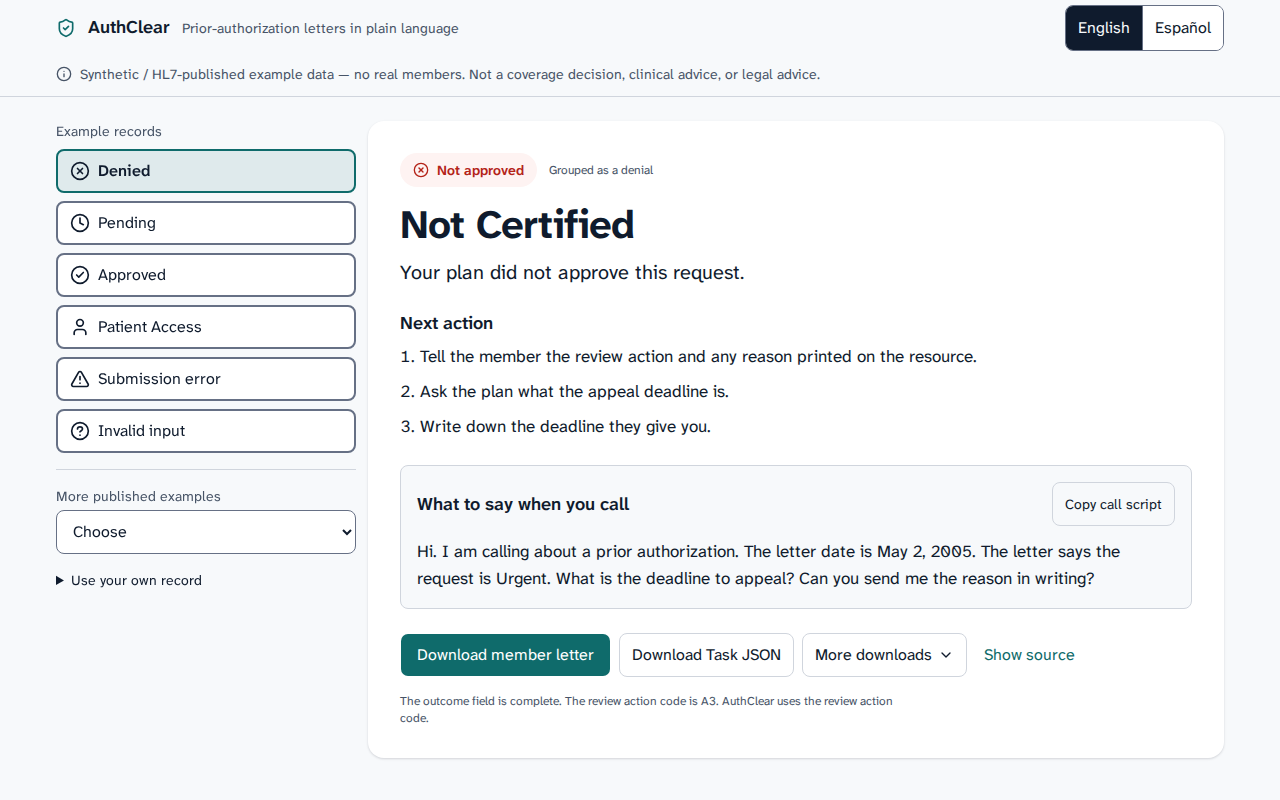 AuthClear Prior-authorization letters in plain language
English Español
Synthetic / HL7-published example data — no real members. Not a coverage decision, clinical advice, or legal advice.
Example records
Denied
Pending
Approved
Patient Access
Submission error
Invalid input
More published examples
Choose
Use your own record
Not approved Grouped as a denial
Not Certified
Your plan did not approve this request.
Next action
1. Tell the member the review action and any reason printed on the resource.
2. Ask the plan what the appeal deadline is.
3. Write down the deadline they give you.
What to say when you call
Copy call script
Hi. I am calling about a prior authorization. The letter date is May 2, 2005. The letter says the
request is Urgent. What is the deadline to appeal? Can you send me the reason in writing?
Download member letter Download Task JSON More downloads Show source
The outcome field is complete. The review action code is A3. AuthClear uses the review action
code.